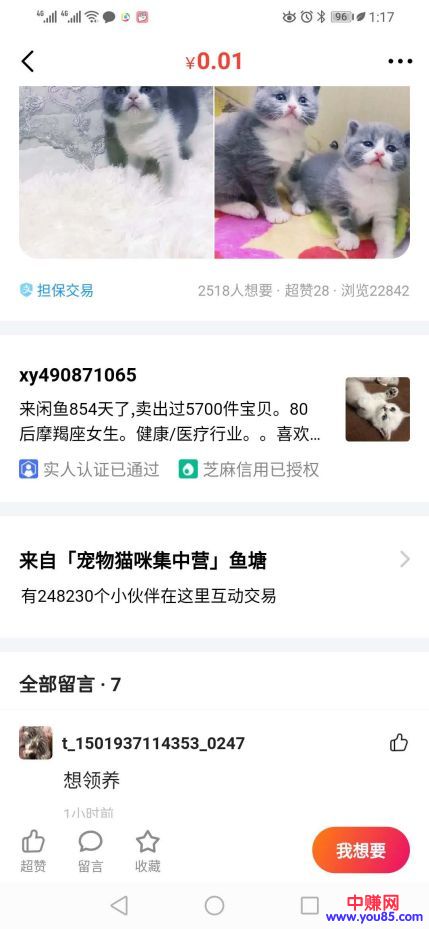 4G 4G 96 1:17
¥0.01
担保交易 2518人想要 · 超赞28 · 浏览22842
xy490871065
来闲鱼854天了,卖出过5700件宝贝。80
后摩羯座女生。健康/医疗行业。。喜欢...
实人认证已通过 芝麻信用已授权
来自「宠物猫咪集中营」鱼塘
有248230个小伙伴在这里互动交易
全部留言 · 7
t_1501937114353_0247
想领养
1小时前
超赞 留言 收藏 我想要
中赚网
www.you85.com